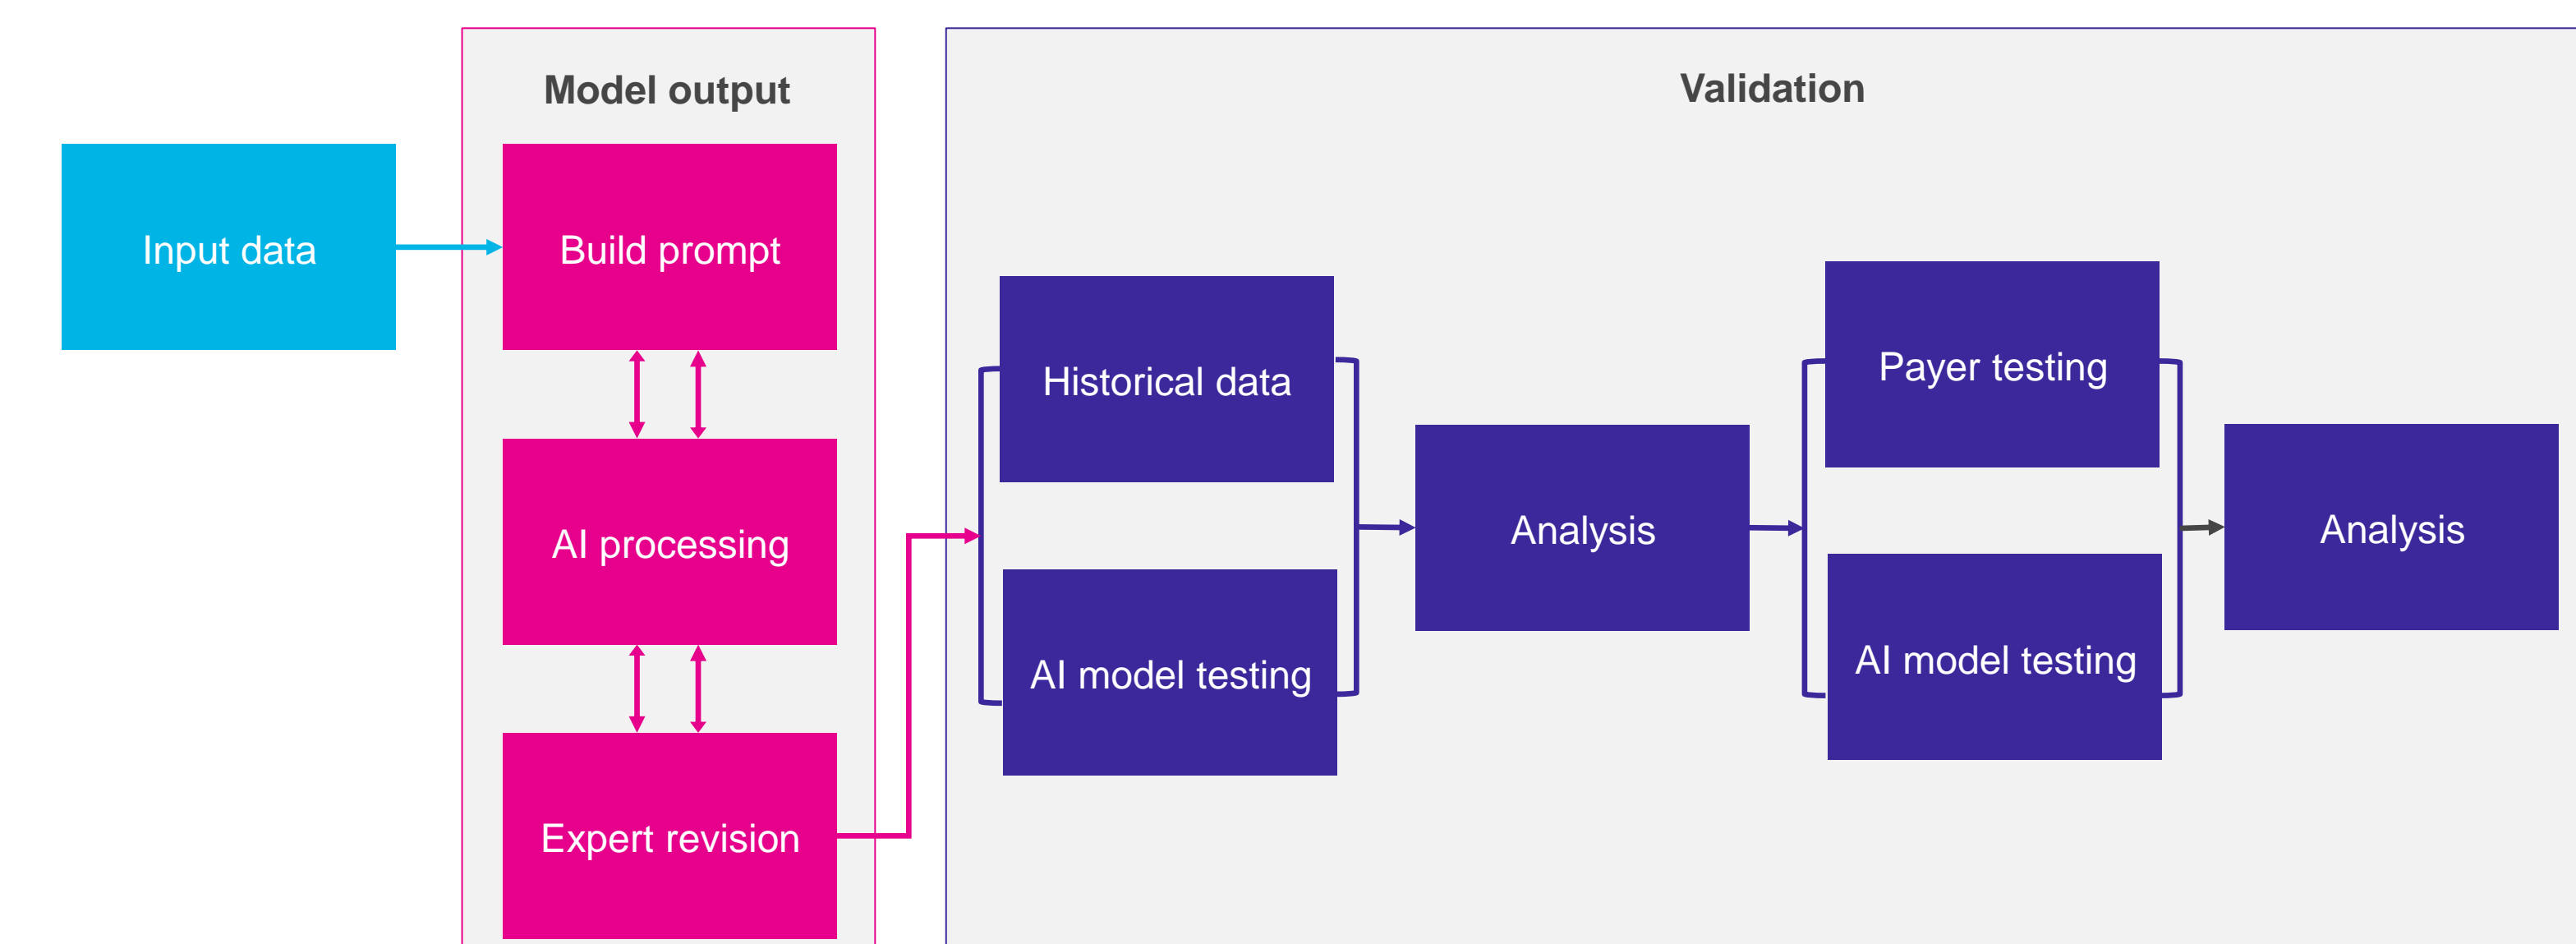 Model output
Validation
Input data
Build prompt
AI processing
Expert revision
Historical data
AI model testing
Analysis
Payer testing
AI model testing
Analysis